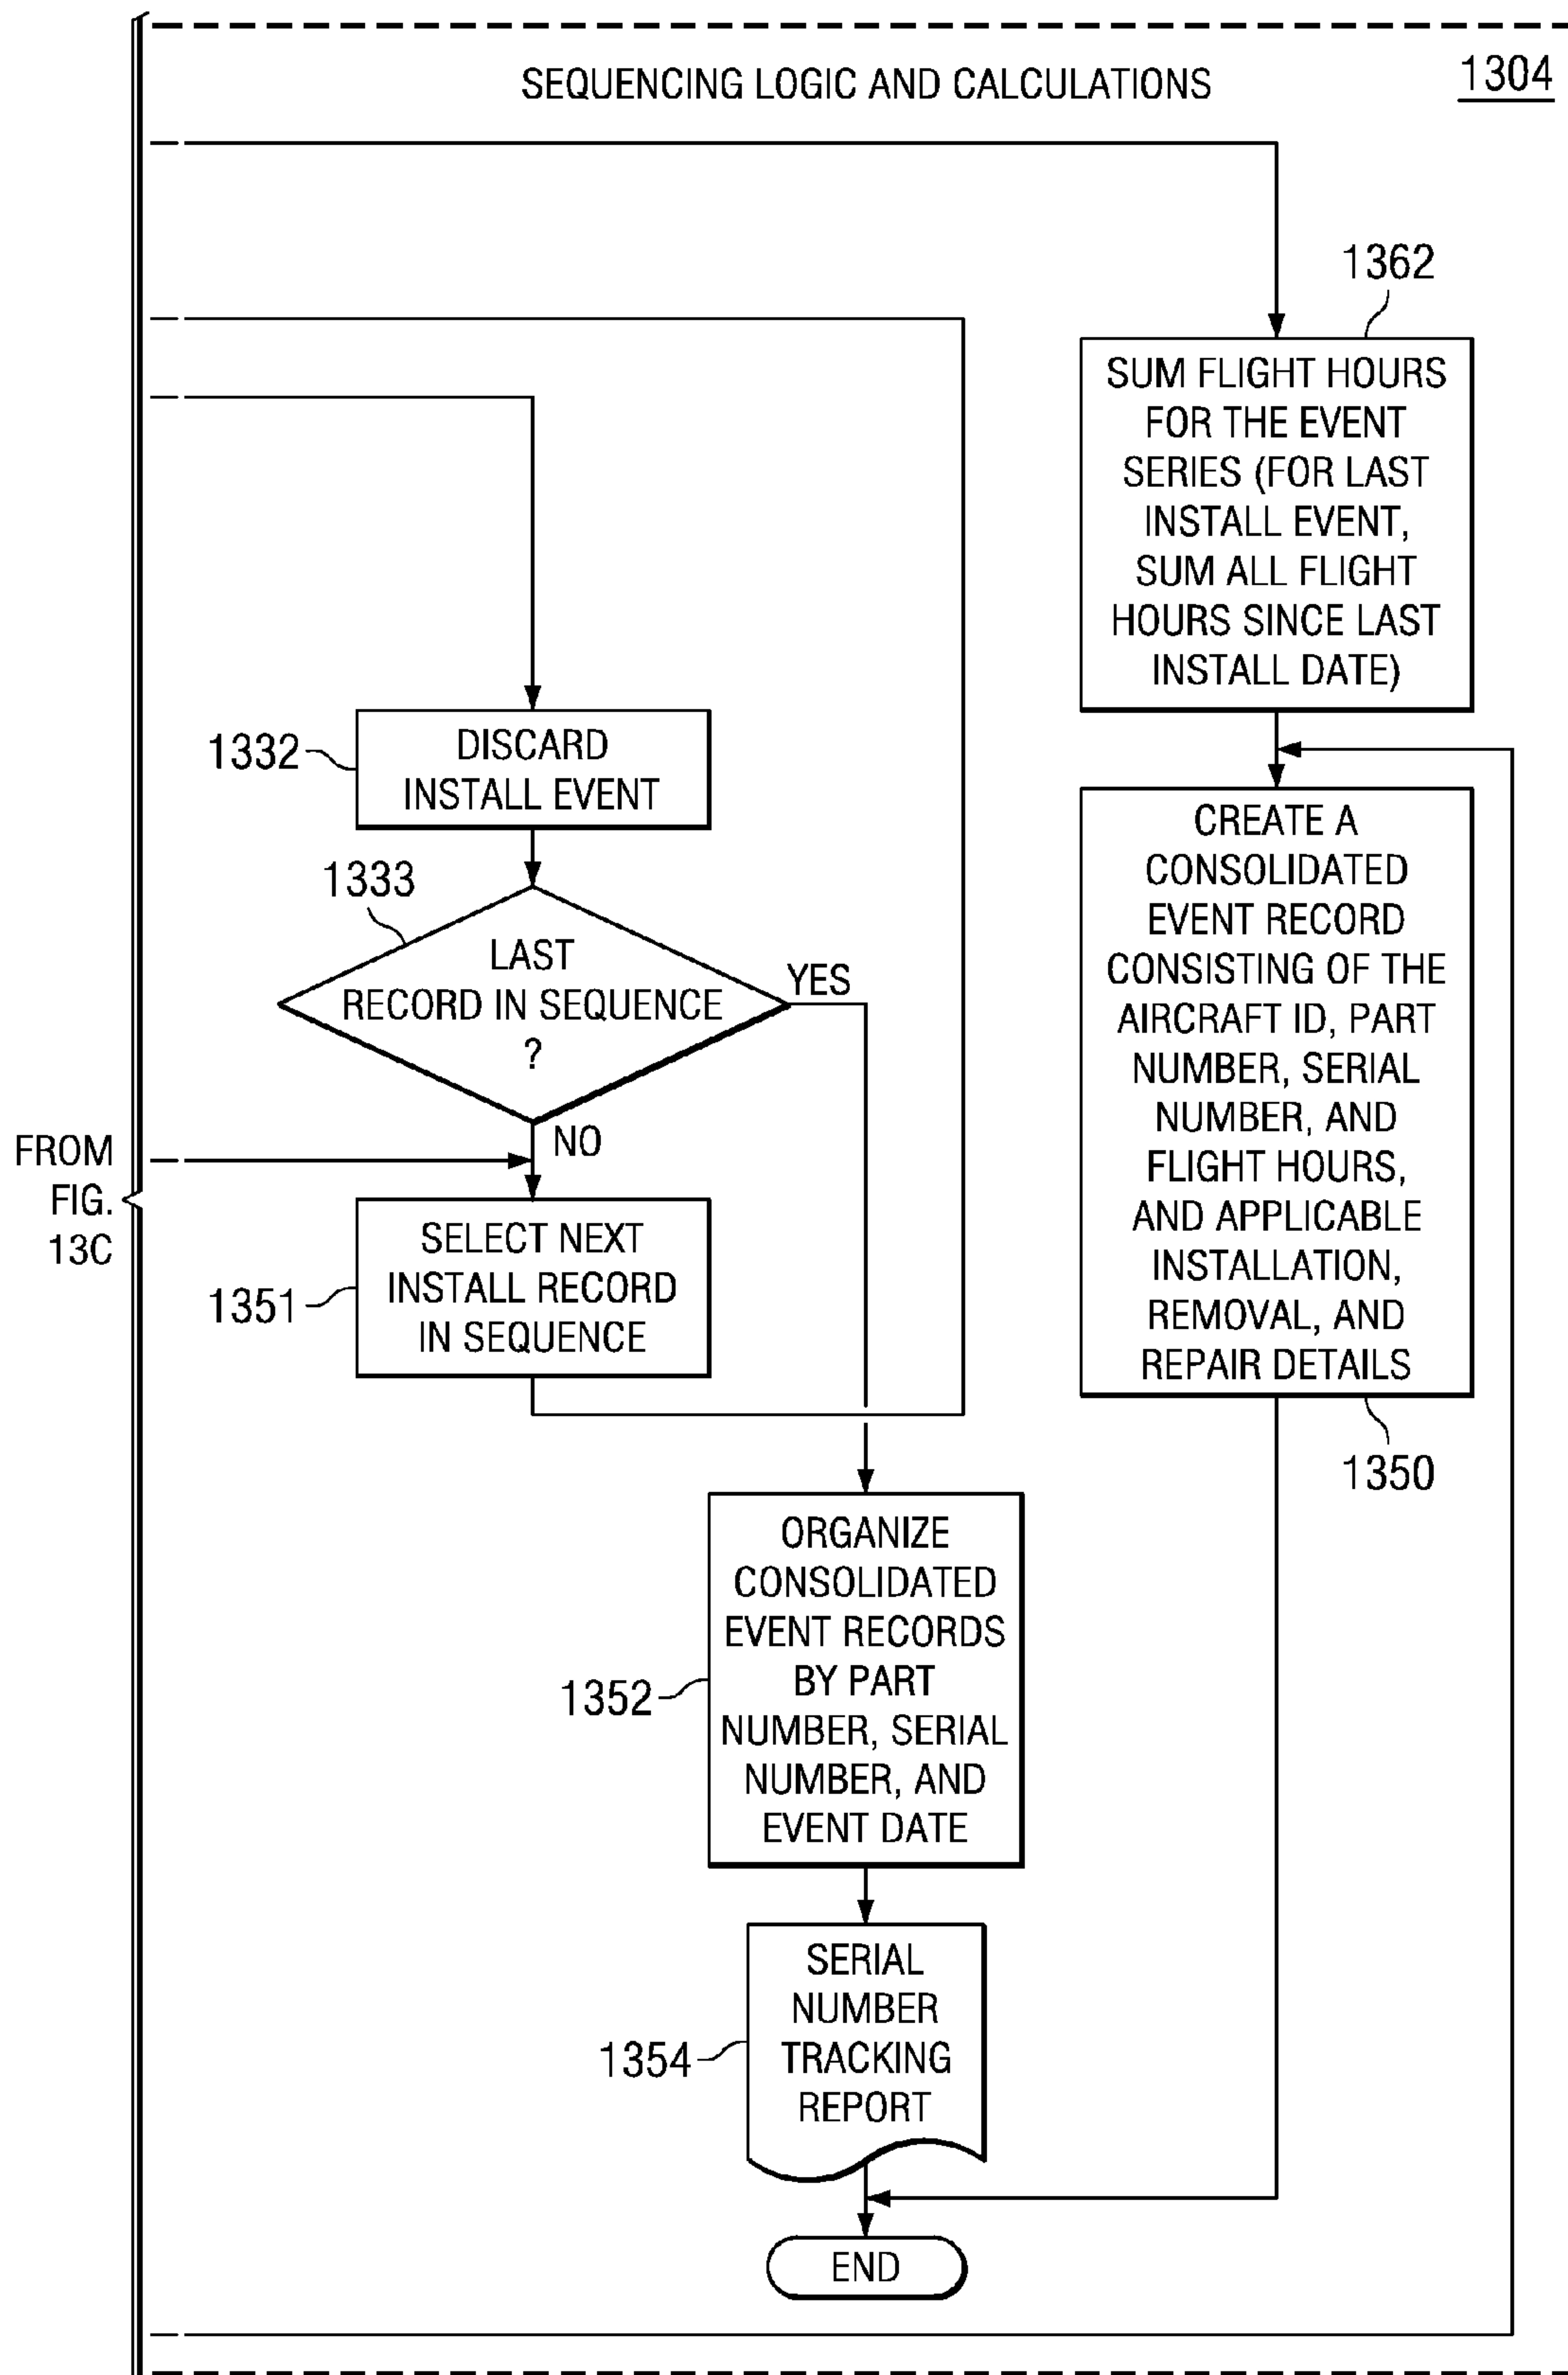 SEQUENCING LOGIC AND CALCULATIONS
1304
1362
SUM FLIGHT HOURS
FOR THE EVENT
SERIES (FOR LAST
INSTALL EVENT,
SUM ALL FLIGHT
HOURS SINCE LAST
INSTALL DATE)
1332
DISCARD
INSTALL EVENT
1333
LAST
RECORD IN SEQUENCE
?
YES
NO
FROM
FIG.
13C
1351
SELECT NEXT
INSTALL RECORD
IN SEQUENCE
CREATE A
CONSOLIDATED
EVENT RECORD
CONSISTING OF THE
AIRCRAFT ID, PART
NUMBER, SERIAL
NUMBER, AND
FLIGHT HOURS,
AND APPLICABLE
INSTALLATION,
REMOVAL, AND
REPAIR DETAILS
1350
1352
ORGANIZE
CONSOLIDATED
EVENT RECORDS
BY PART
NUMBER, SERIAL
NUMBER, AND
EVENT DATE
1354
SERIAL
NUMBER
TRACKING
REPORT
END